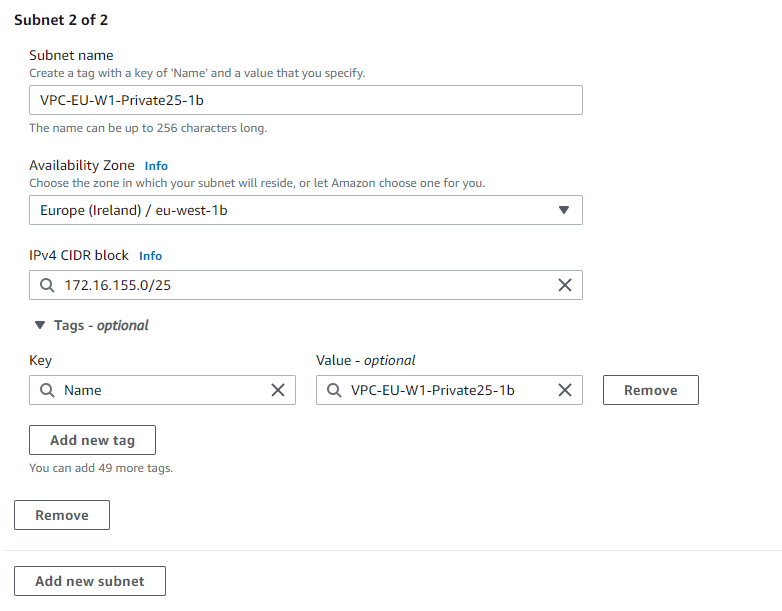 Subnet 2 of 2
Subnet name
Create a tag with a key of 'Name' and a value that you specify.
VPC-EU-W1-Private25-1b
The name can be up to 256 characters long.
Availability Zone Info
Choose the zone in which your subnet will reside, or let Amazon choose one for you.
Europe (Ireland) / eu-west-1b
IPv4 CIDR block Info
172.16.155.0/25
Tags - optional
Key Value - optional
Name VPC-EU-W1-Private25-1b Remove
Add new tag
You can add 49 more tags.
Remove
Add new subnet